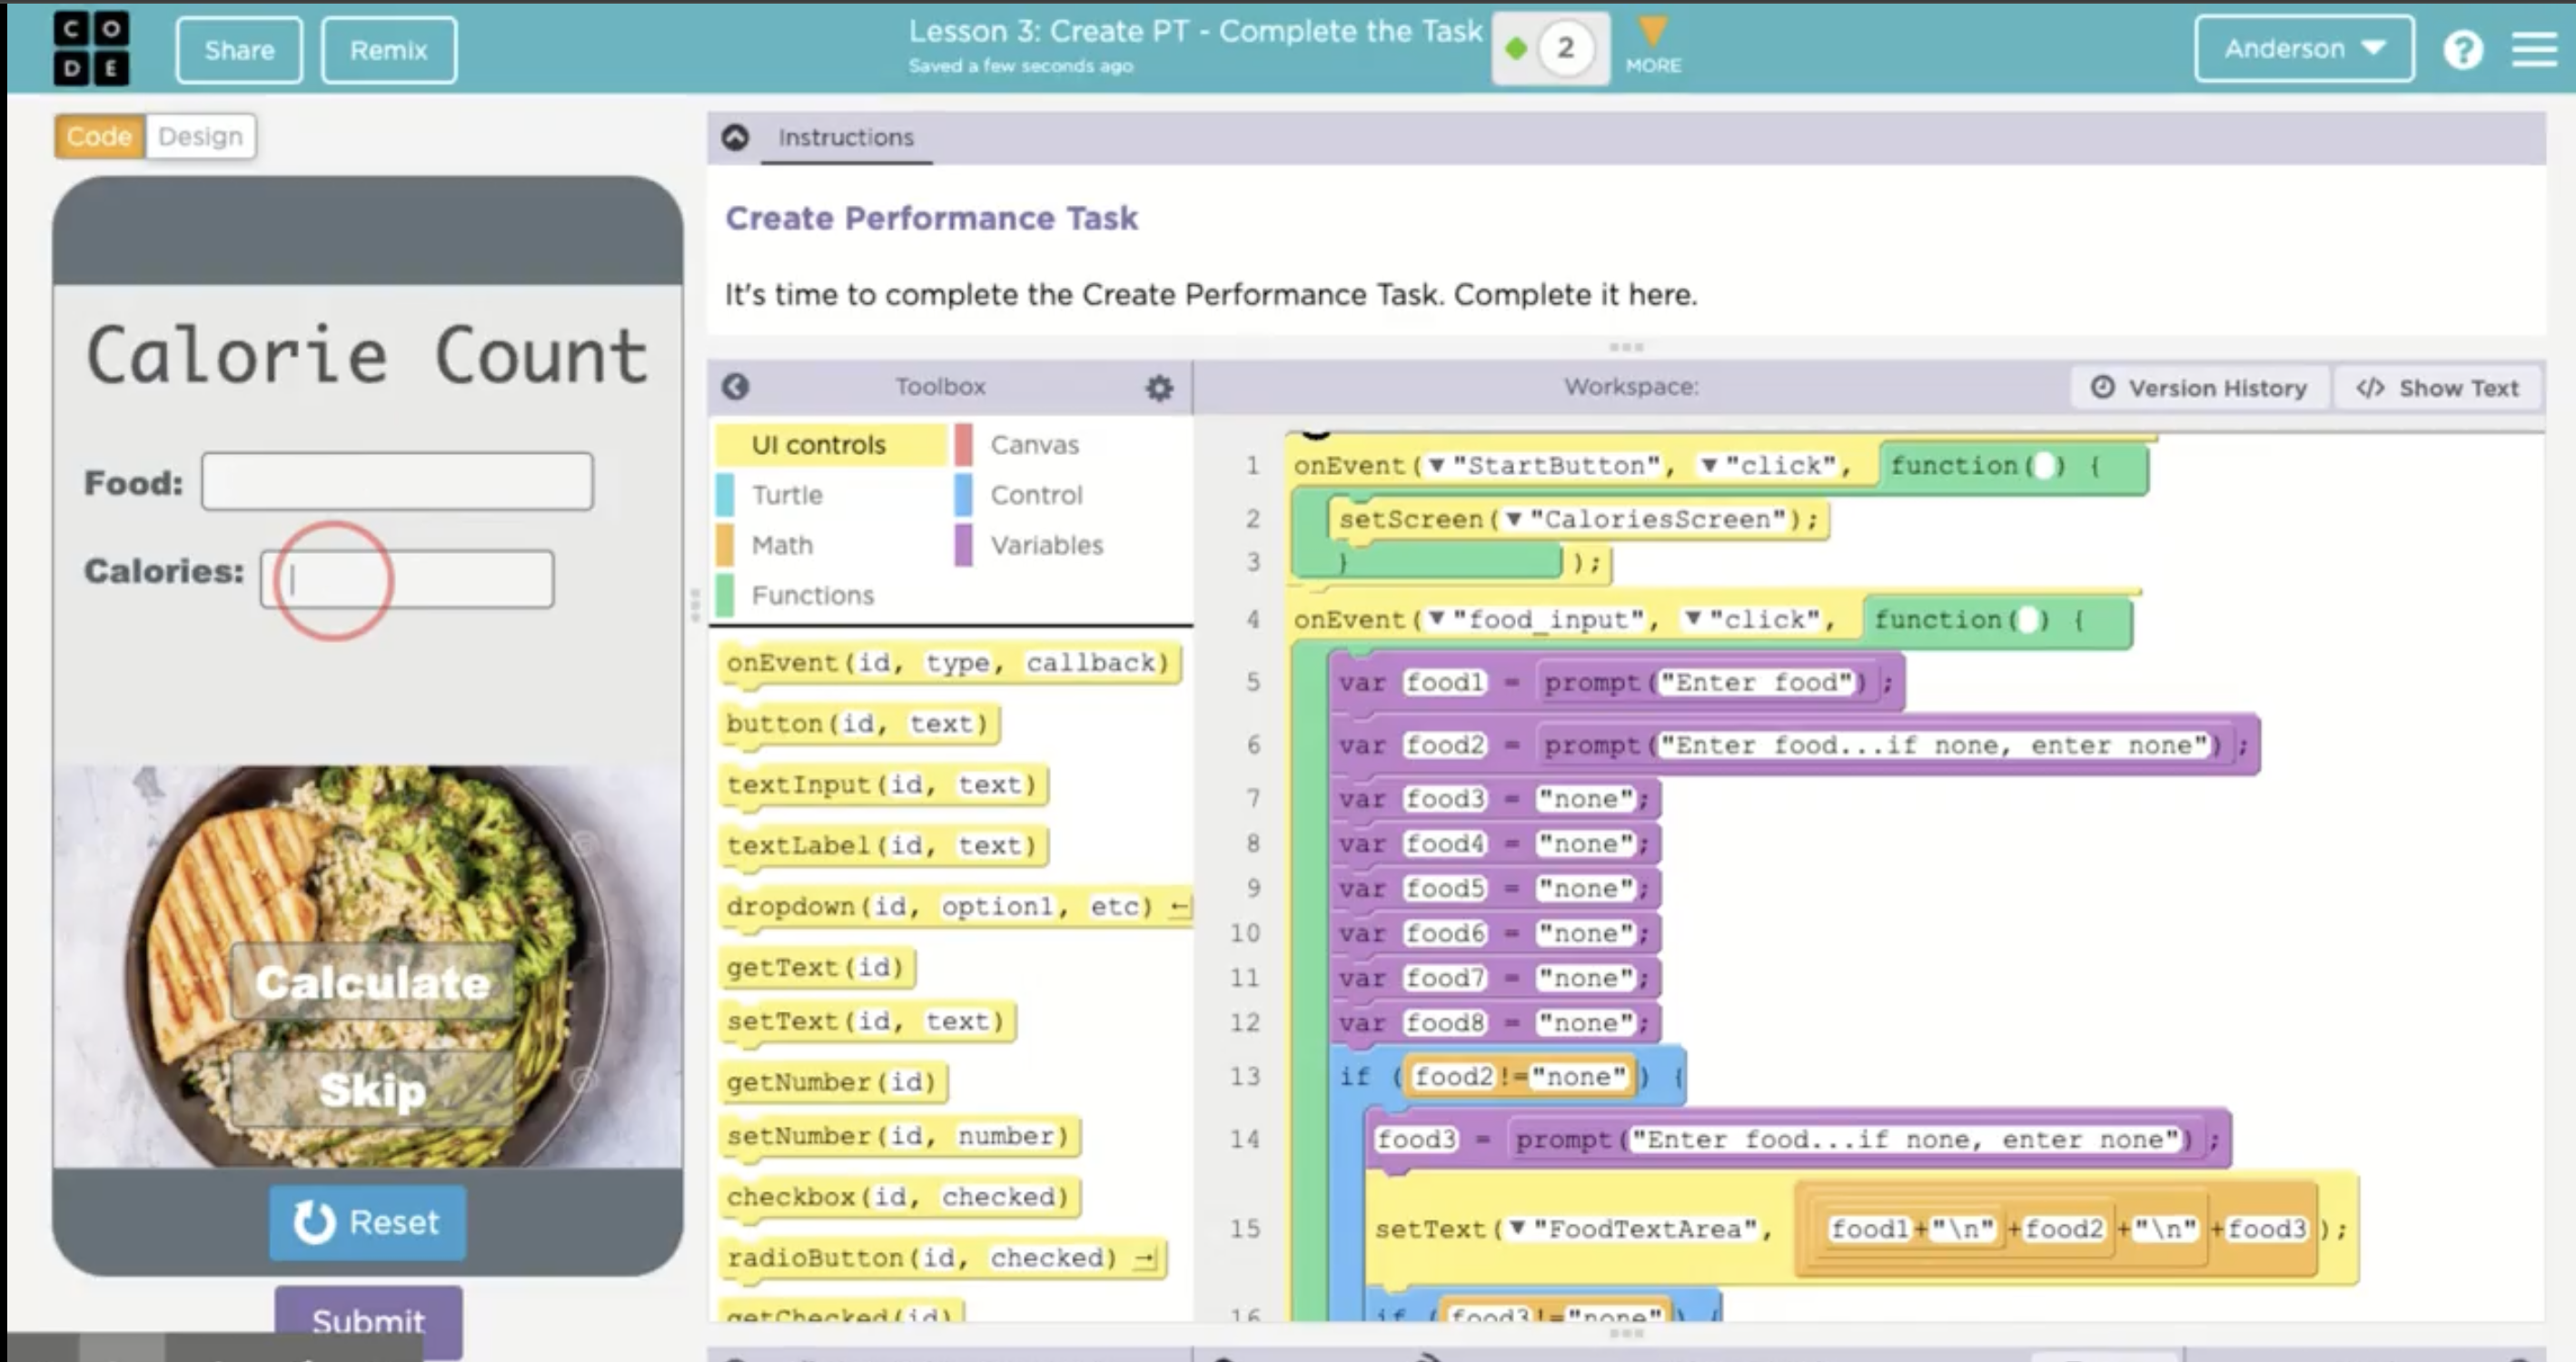 CODE
Share
Remix
Lesson 3: Create PT - Complete the Task
Saved a few seconds ago
2
MORE
Anderson
?
Code
Design
Calorie Count
Food:
Calories:
Calculate
Skip
Reset
Submit
Instructions
Create Performance Task
It's time to complete the Create Performance Task. Complete it here.
Toolbox
UI controls
Canvas
Turtle
Control
Math
Variables
Functions
onEvent(id, type, callback)
button(id, text)
textInput(id, text)
textLabel(id, text)
dropdown(id, option1, etc) ←
getText(id)
setText(id, text)
getNumber(id)
setNumber(id, number)
checkbox(id, checked)
radioButton(id, checked) →
getChecked(id)
Workspace:
Version History
</> Show Text
1 onEvent(▼"StartButton", ▼"click", function() {
2 setScreen(▼"CaloriesScreen");
3 } );
4 onEvent(▼"food_input", ▼"click", function() {
5 var food1 = prompt("Enter food");
6 var food2 = prompt("Enter food...if none, enter none");
7 var food3 = "none";
8 var food4 = "none";
9 var food5 = "none";
10 var food6 = "none";
11 var food7 = "none";
12 var food8 = "none";
13 if (food2!="none") {
14 food3 = prompt("Enter food...if none, enter none");
15 setText(▼"FoodTextArea", food1+"\n"+food2+"\n"+food3);
16 if (food3!="none") {